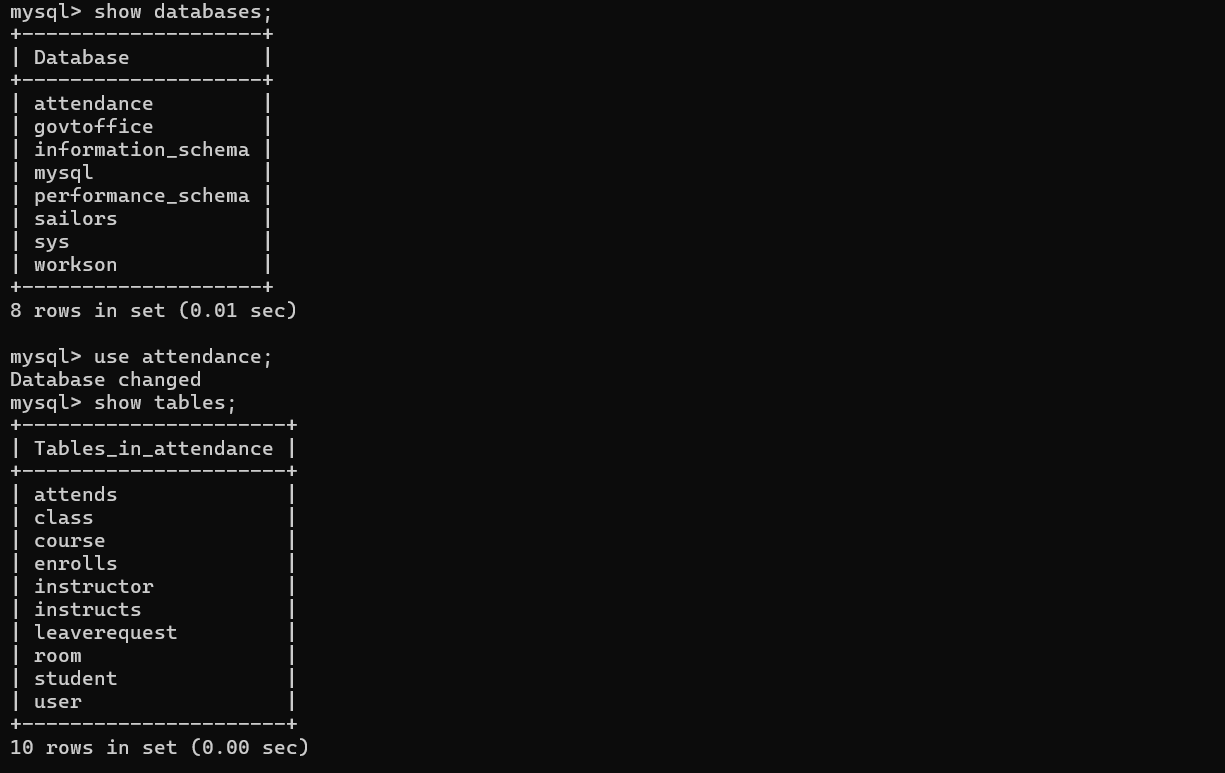 mysql> show databases;
+--------------------+
| Database           |
+--------------------+
| attendance         |
| govtoffice         |
| information_schema |
| mysql              |
| performance_schema |
| sailors            |
| sys                |
| workson            |
+--------------------+
8 rows in set (0.01 sec)

mysql> use attendance;
Database changed
mysql> show tables;
+----------------------+
| Tables_in_attendance |
+----------------------+
| attends              |
| class                |
| course               |
| enrolls              |
| instructor           |
| instructs            |
| leaverequest         |
| room                 |
| student              |
| user                 |
+----------------------+
10 rows in set (0.00 sec)